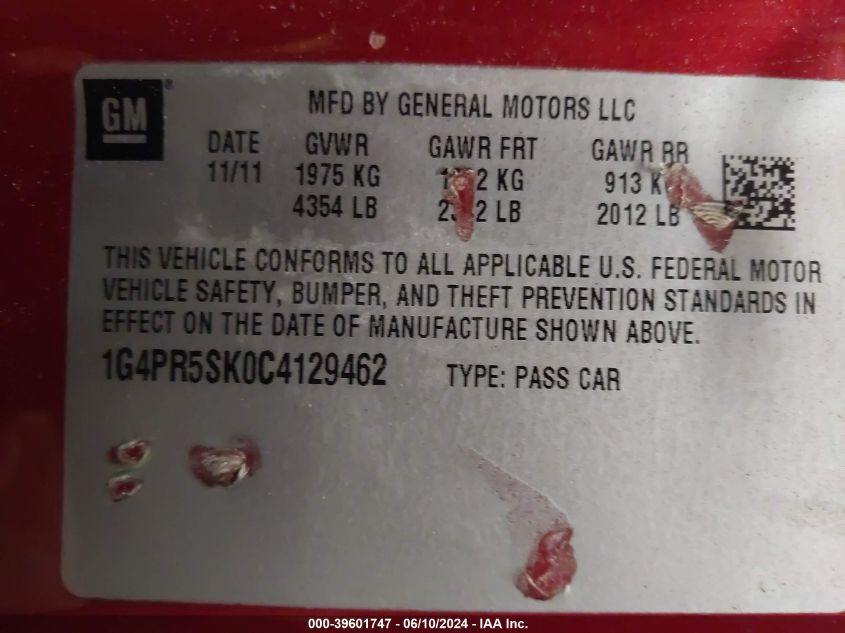 GM
MFD BY GENERAL MOTORS LLC
DATE GVWR GAWR FRT GAWR RR
11/11 1975 KG KG 913
4354 LB LB 2012 LB
THIS VEHICLE CONFORMS TO ALL APPLICABLE U.S. FEDERAL MOTOR
VEHICLE SAFETY, BUMPER, AND THEFT PREVENTION STANDARDS IN
EFFECT ON THE DATE OF MANUFACTURE SHOWN ABOVE.
1G4PR5SK0C4129462 TYPE: PASS CAR
000-39601747 - 06/10/2024 - IAA Inc.